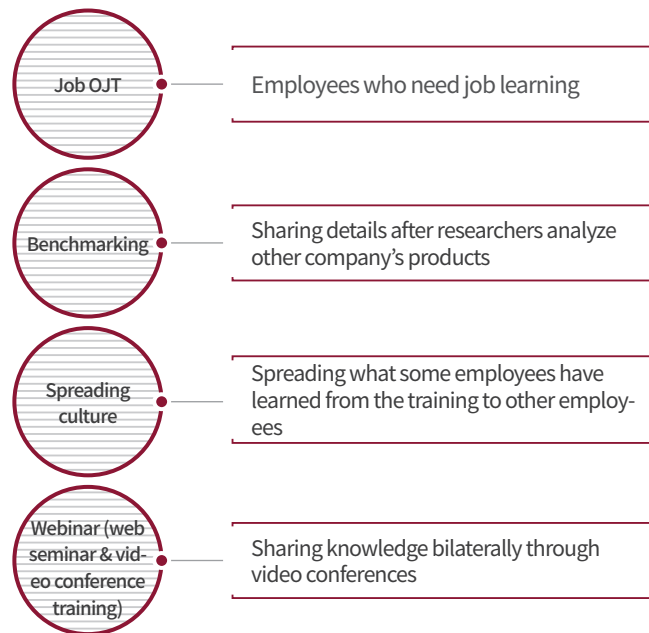 Job OJT
Employees who need job learning
Benchmarking
Sharing details after researchers analyze
other company's products
Spreading
culture
Spreading what some employees have
learned from the training to other employ-
ees
Webinar (web
seminar & vid-
eo conference
training)
Sharing knowledge bilaterally through
video conferences